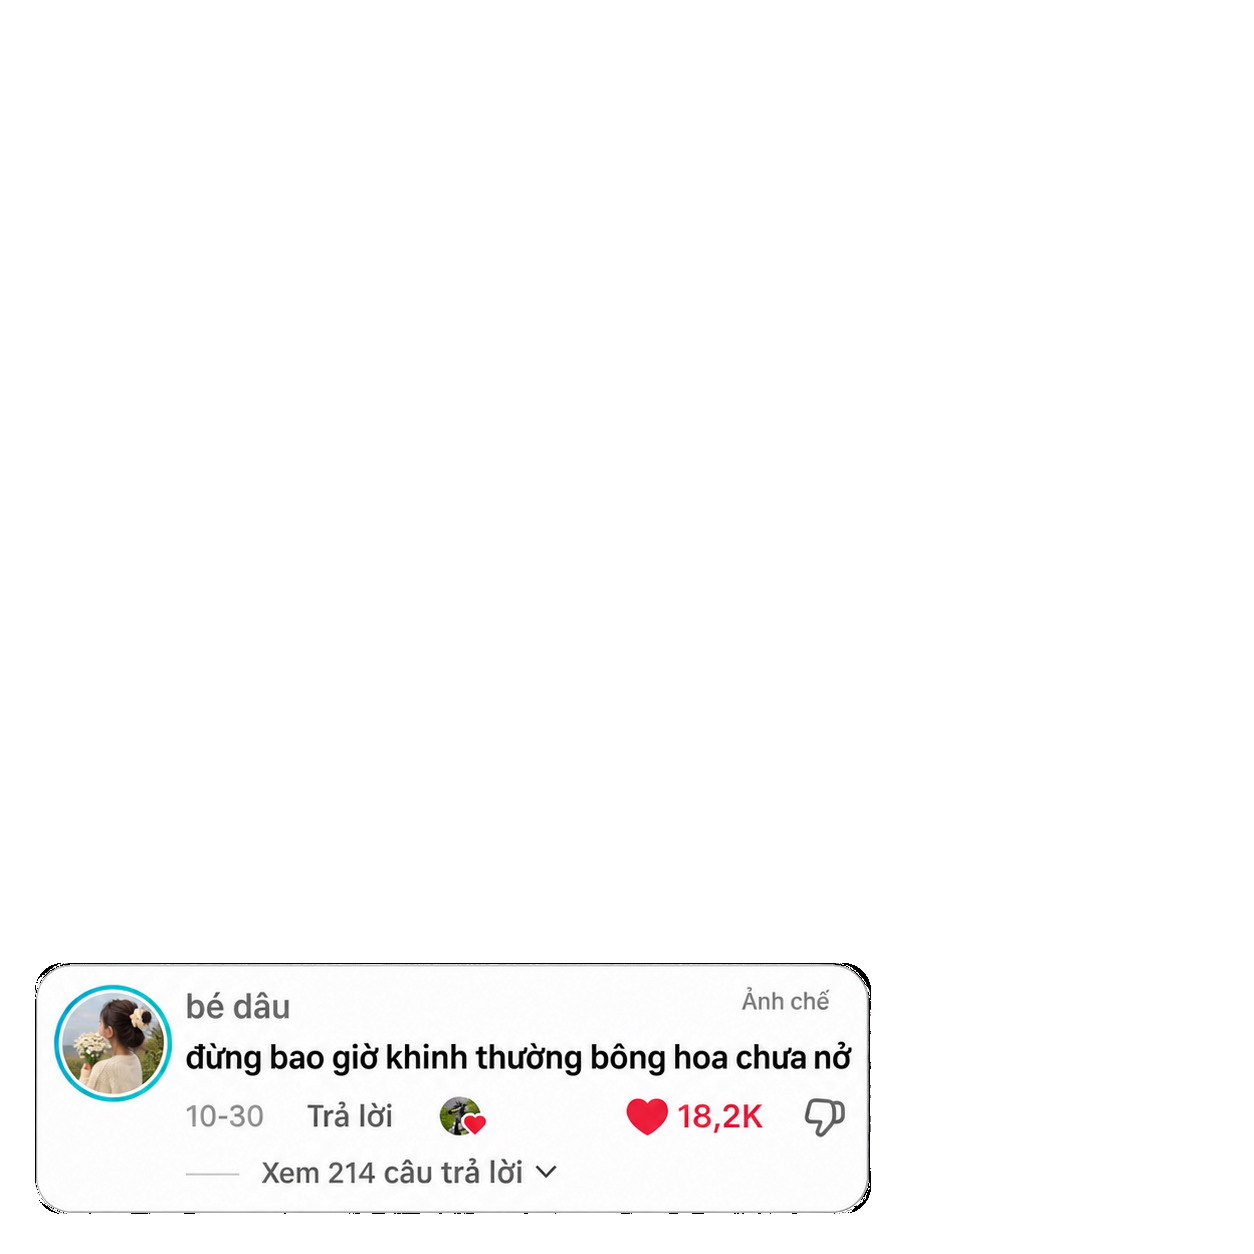 bé dâu
Ảnh chế
đừng bao giờ khinh thường bông hoa chưa nở
10-30 Trả lời 18,2K
Xem 214 câu trả lời